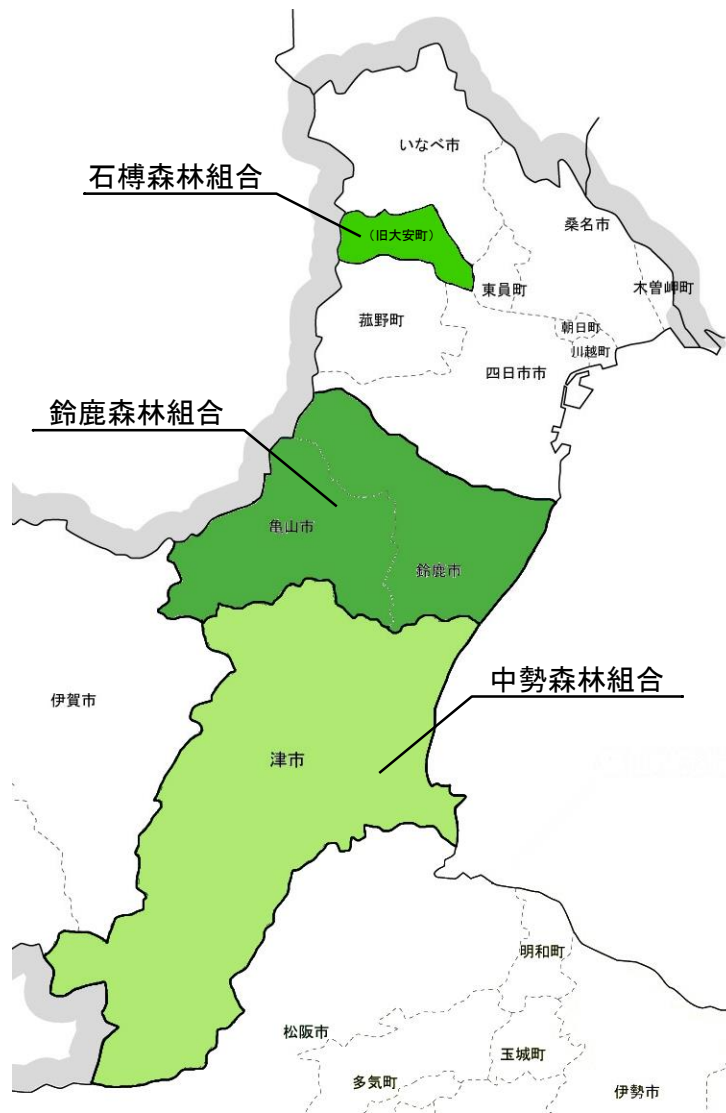 いなべ市
石榑森林組合
桑名市
(旧大安町)
東員町
木曽岬町
菰野町
朝日町
川越町
四日市市
鈴鹿森林組合
亀山市
鈴鹿市
中勢森林組合
伊賀市
津市
明和町
松阪市
玉城町
多気町
伊勢市